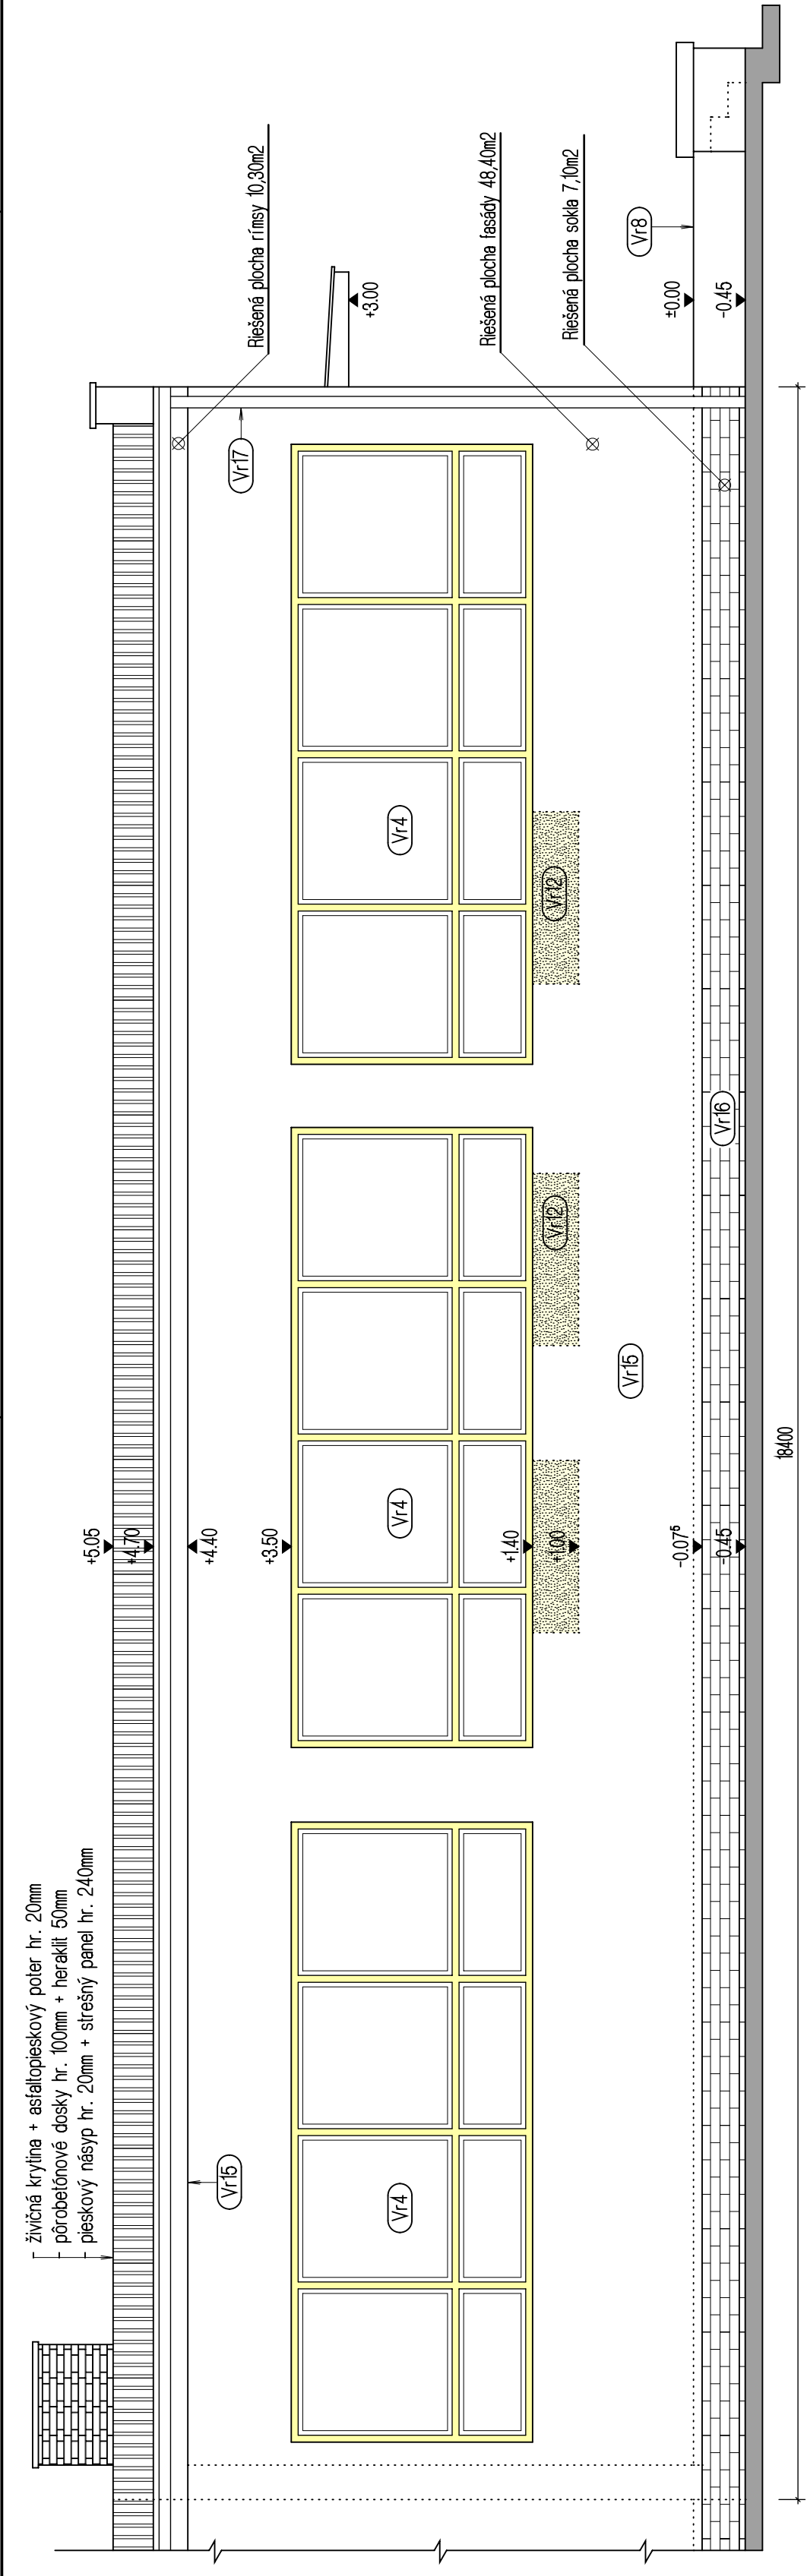 - živičná krytina + asfaltopieskový poter hr. 20mm
- pôrobetónové dosky hr. 100mm + heraklit 50mm
- pieskový násyp hr. 20mm + strešný panel hr. 240mm
Riešená plocha rímsy 10,30m2
Riešená plocha fasády 48,40m2
Riešená plocha sokla 7,10m2
+5.05
+4.70
+4.40
+3.50
+1.40
+1.00
-0.07⁵
-0.45
+3.00
±0.00
-0.45
Vr15
Vr4
Vr4
Vr4
Vr12
Vr12
Vr15
Vr16
Vr17
Vr8
18400